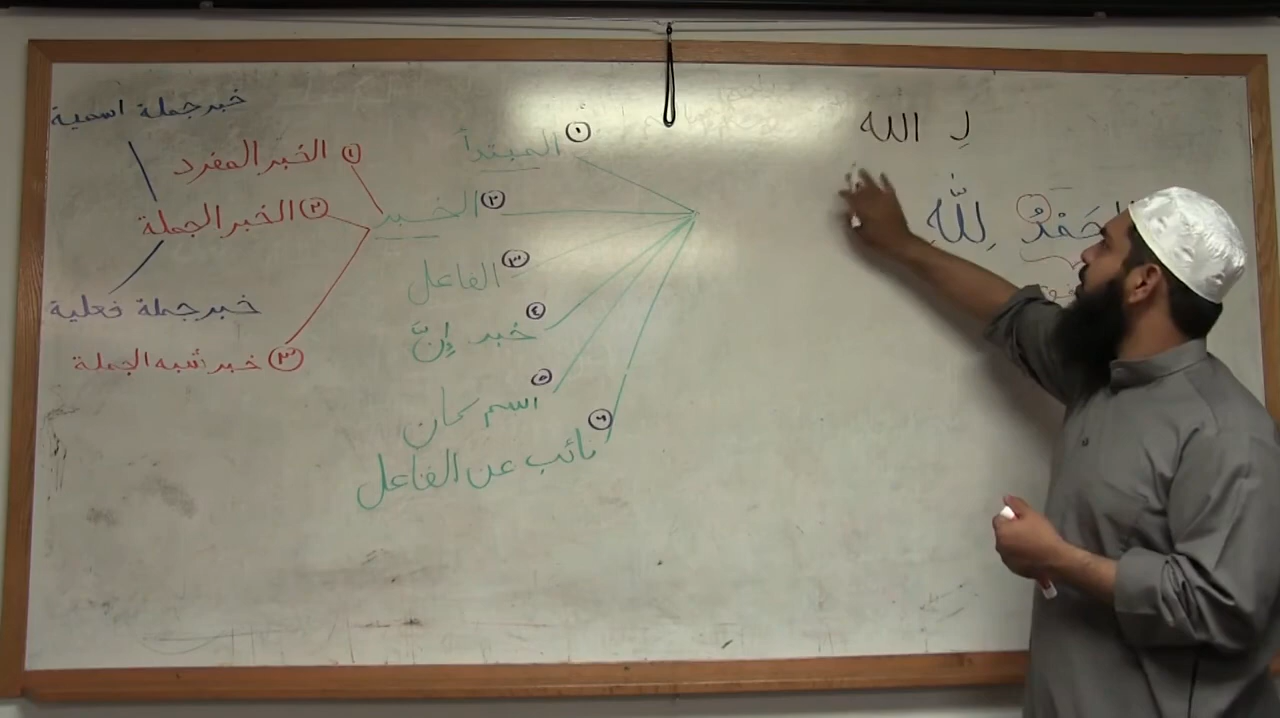 لِ الله
الحَمْدُ لِلّٰهِ
١ المبتدأ
٢ الخبر
٣ الفاعل
٤ خبر إنّ
٥ اسم كان
٦ نائب عن الفاعل
١ الخبر المفرد
٢ الخبر الجملة
٣ خبر شبه الجملة
خبر جملة اسمية
خبر جملة فعلية